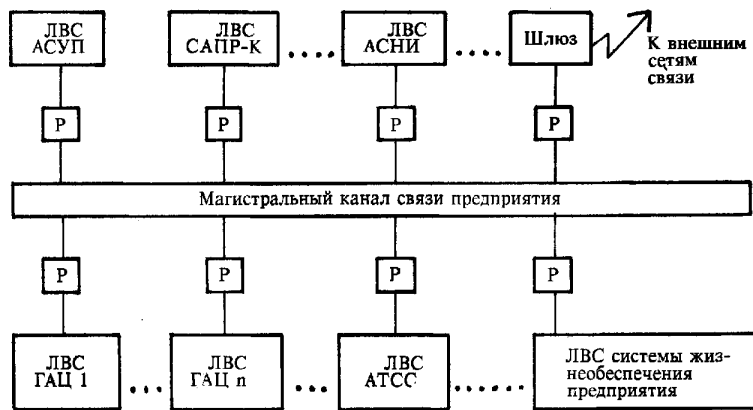 ЛВС
АСУП
ЛВС
САПР-К
ЛВС
АСНИ
Шлюз
К внешним
сетям
связи
Р
Р
Р
Р
Магистральный канал связи предприятия
Р
Р
Р
Р
ЛВС
ГАЦ 1
ЛВС
ГАЦ n
ЛВС
АТСС
ЛВС системы жиз-
необеспечения
предприятия